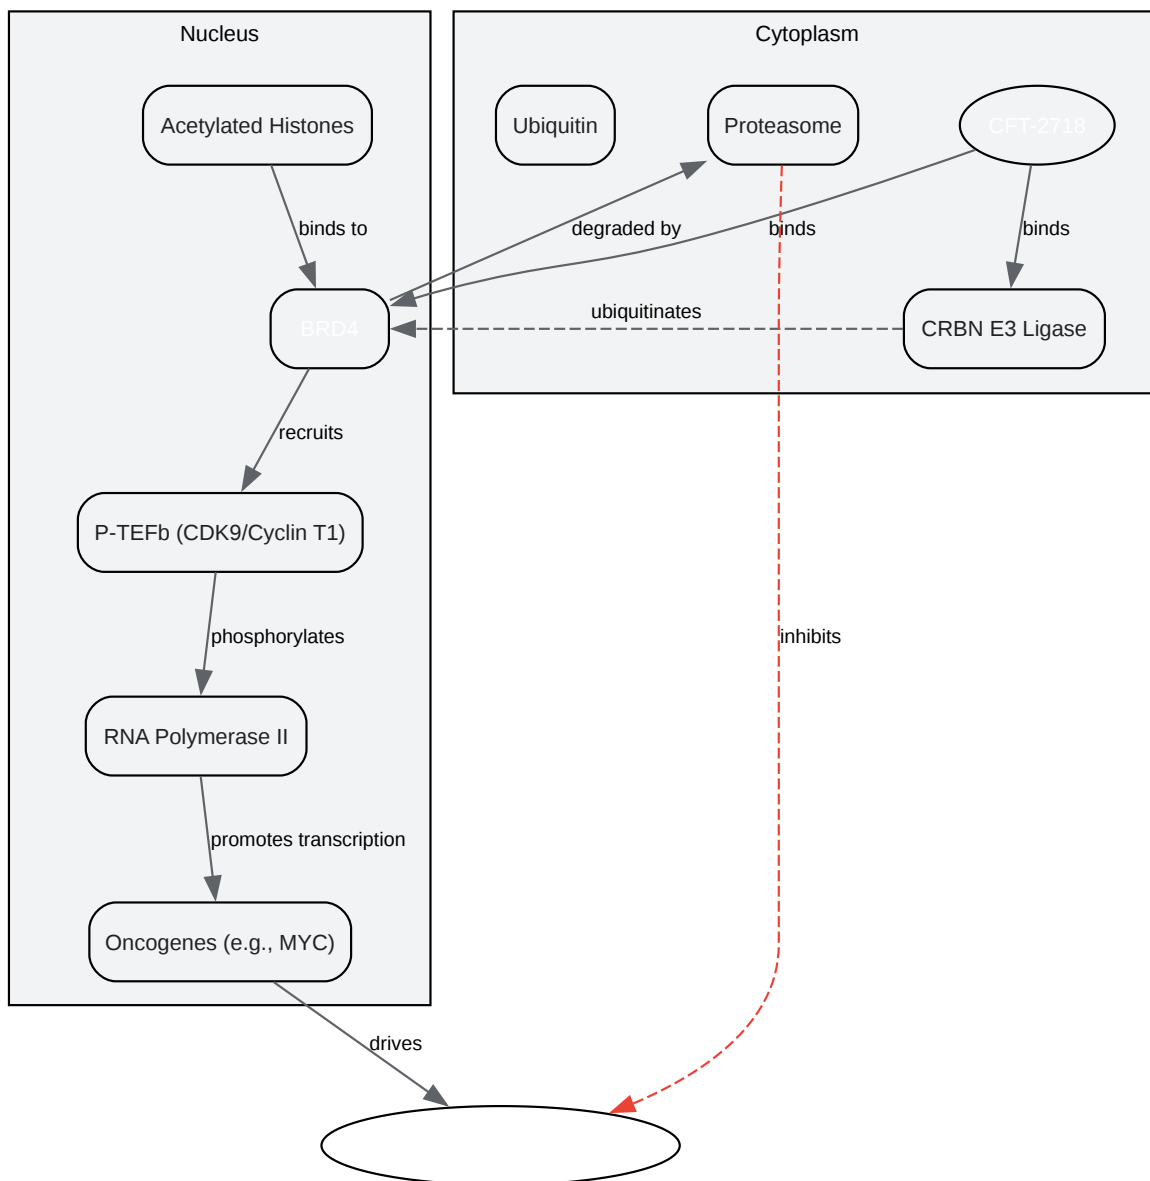 Nucleus
Cytoplasm
Acetylated Histones
Ubiquitin
Proteasome
CFT-2718
binds to
degraded by
binds
binds
BRD4
ubiquitinates
CRBN E3 Ligase
recruits
P-TEFb (CDK9/Cyclin T1)
phosphorylates
inhibits
RNA Polymerase II
promotes transcription
Oncogenes (e.g., MYC)
drives